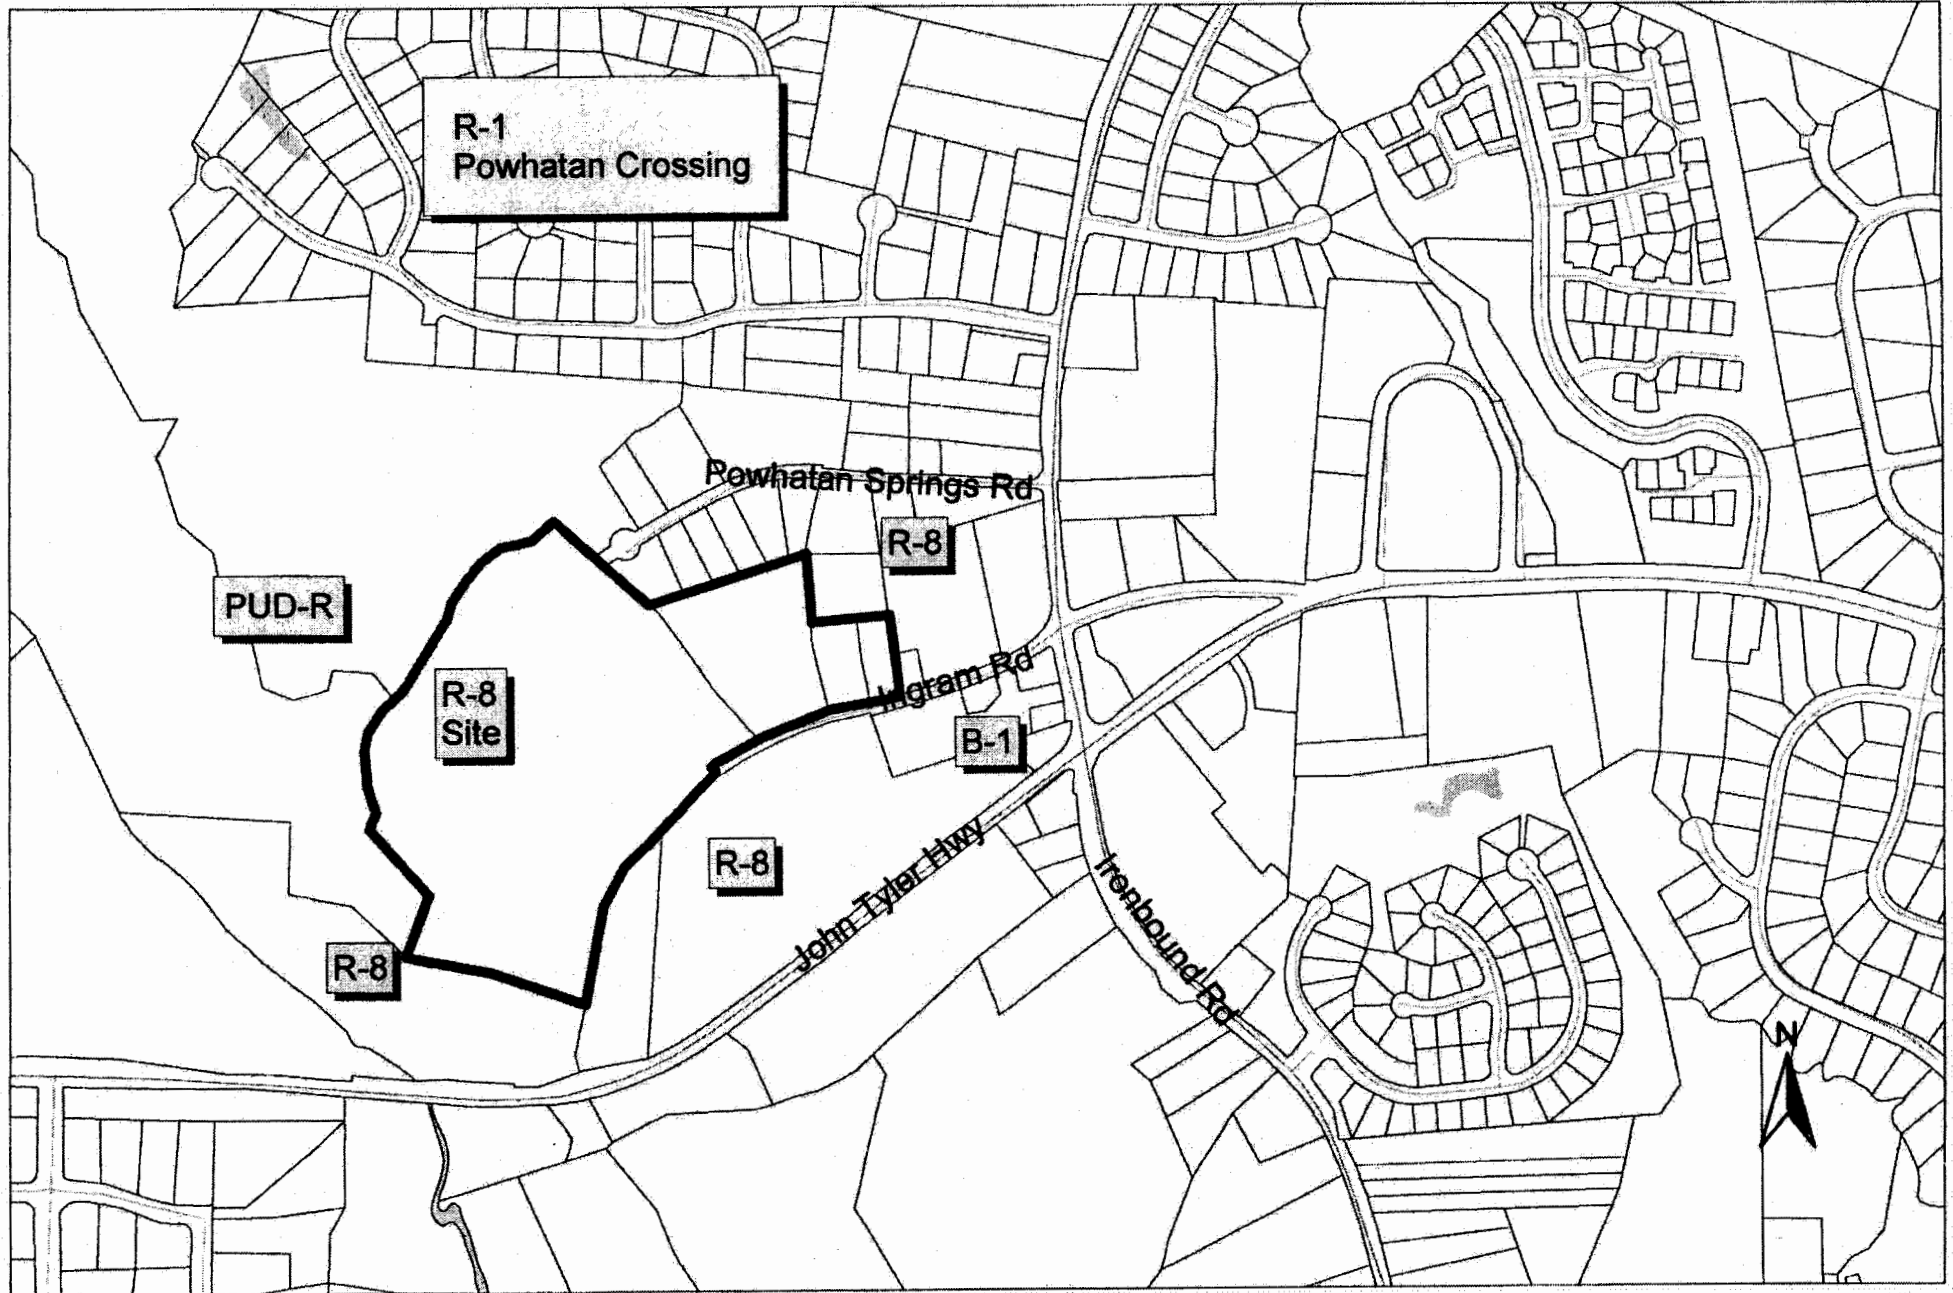 R-1
Powhatan Crossing
Powhatan Springs Rd
R-8
PUD-R
Ingram Rd
R-8
Site
B-1
R-8
John Tyler Hwy
Ironbound Rd
R-8
N